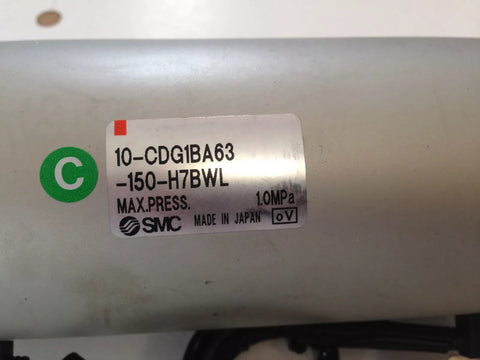 C
10-CDG1BA63
-150-H7BWL
MAX.PRESS. 1.0MPa
SMC MADE IN JAPAN oV